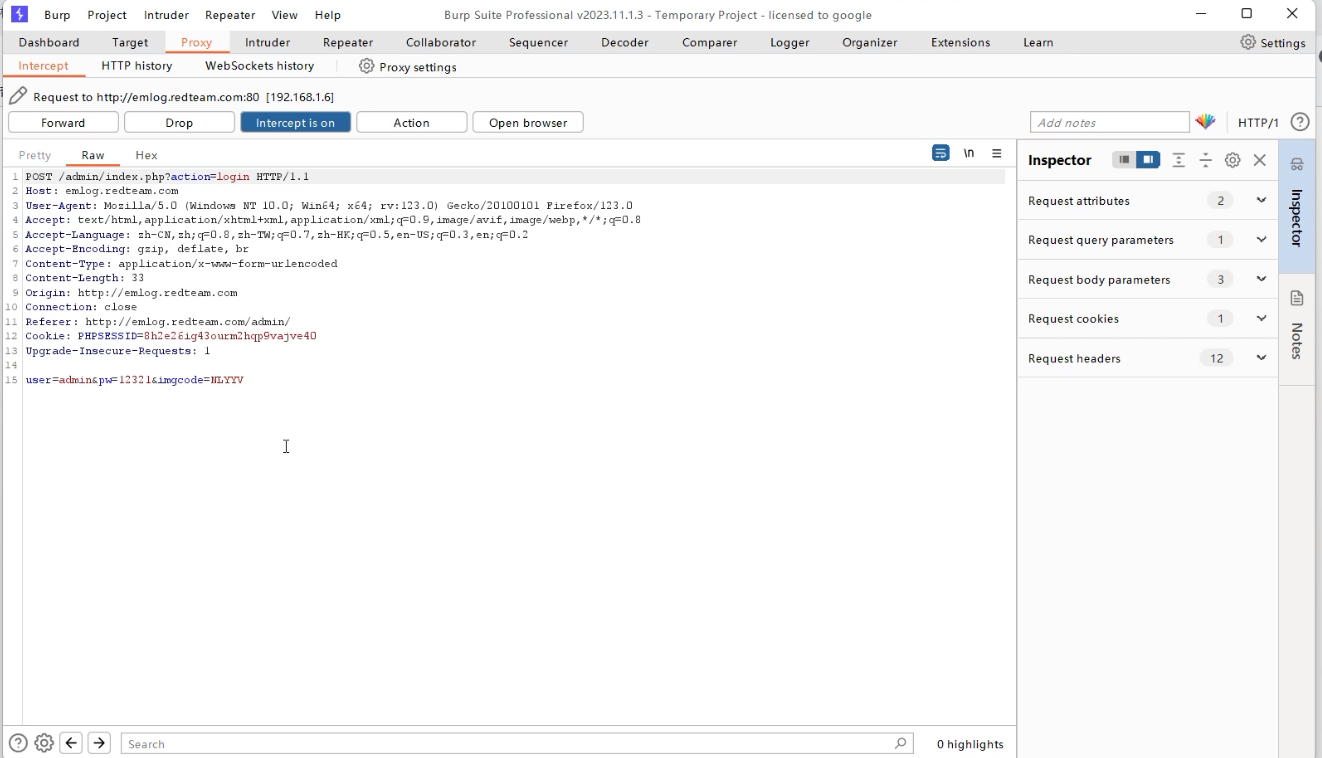 Burp Project Intruder Repeater View Help Burp Suite Professional v2023.11.1.3 - Temporary Project - licensed to google
Dashboard Target Proxy Intruder Repeater Collaborator Sequencer Decoder Comparer Logger Organizer Extensions Learn Settings
Intercept HTTP history WebSockets history Proxy settings
Request to http://emlog.redteam.com:80 [192.168.1.6]
Forward Drop Intercept is on Action Open browser Add notes HTTP/1
Pretty Raw Hex \n
Inspector
1 POST /admin/index.php?action=login HTTP/1.1
2 Host: emlog.redteam.com
3 User-Agent: Mozilla/5.0 (Windows NT 10.0; Win64; x64; rv:123.0) Gecko/20100101 Firefox/123.0
4 Accept: text/html,application/xhtml+xml,application/xml;q=0.9,image/avif,image/webp,*/*;q=0.8
5 Accept-Language: zh-CN,zh;q=0.8,zh-TW;q=0.7,zh-HK;q=0.5,en-US;q=0.3,en;q=0.2
6 Accept-Encoding: gzip, deflate, br
7 Content-Type: application/x-www-form-urlencoded
8 Content-Length: 33
9 Origin: http://emlog.redteam.com
10 Connection: close
11 Referer: http://emlog.redteam.com/admin/
12 Cookie: PHPSESSID=8h2e26ig43ourm2hqp9vajve40
13 Upgrade-Insecure-Requests: 1
14
15 user=admin&pw=12321&imgcode=NLYYV
Request attributes 2
Request query parameters 1
Request body parameters 3
Request cookies 1
Request headers 12
Inspector
Notes
Search 0 highlights